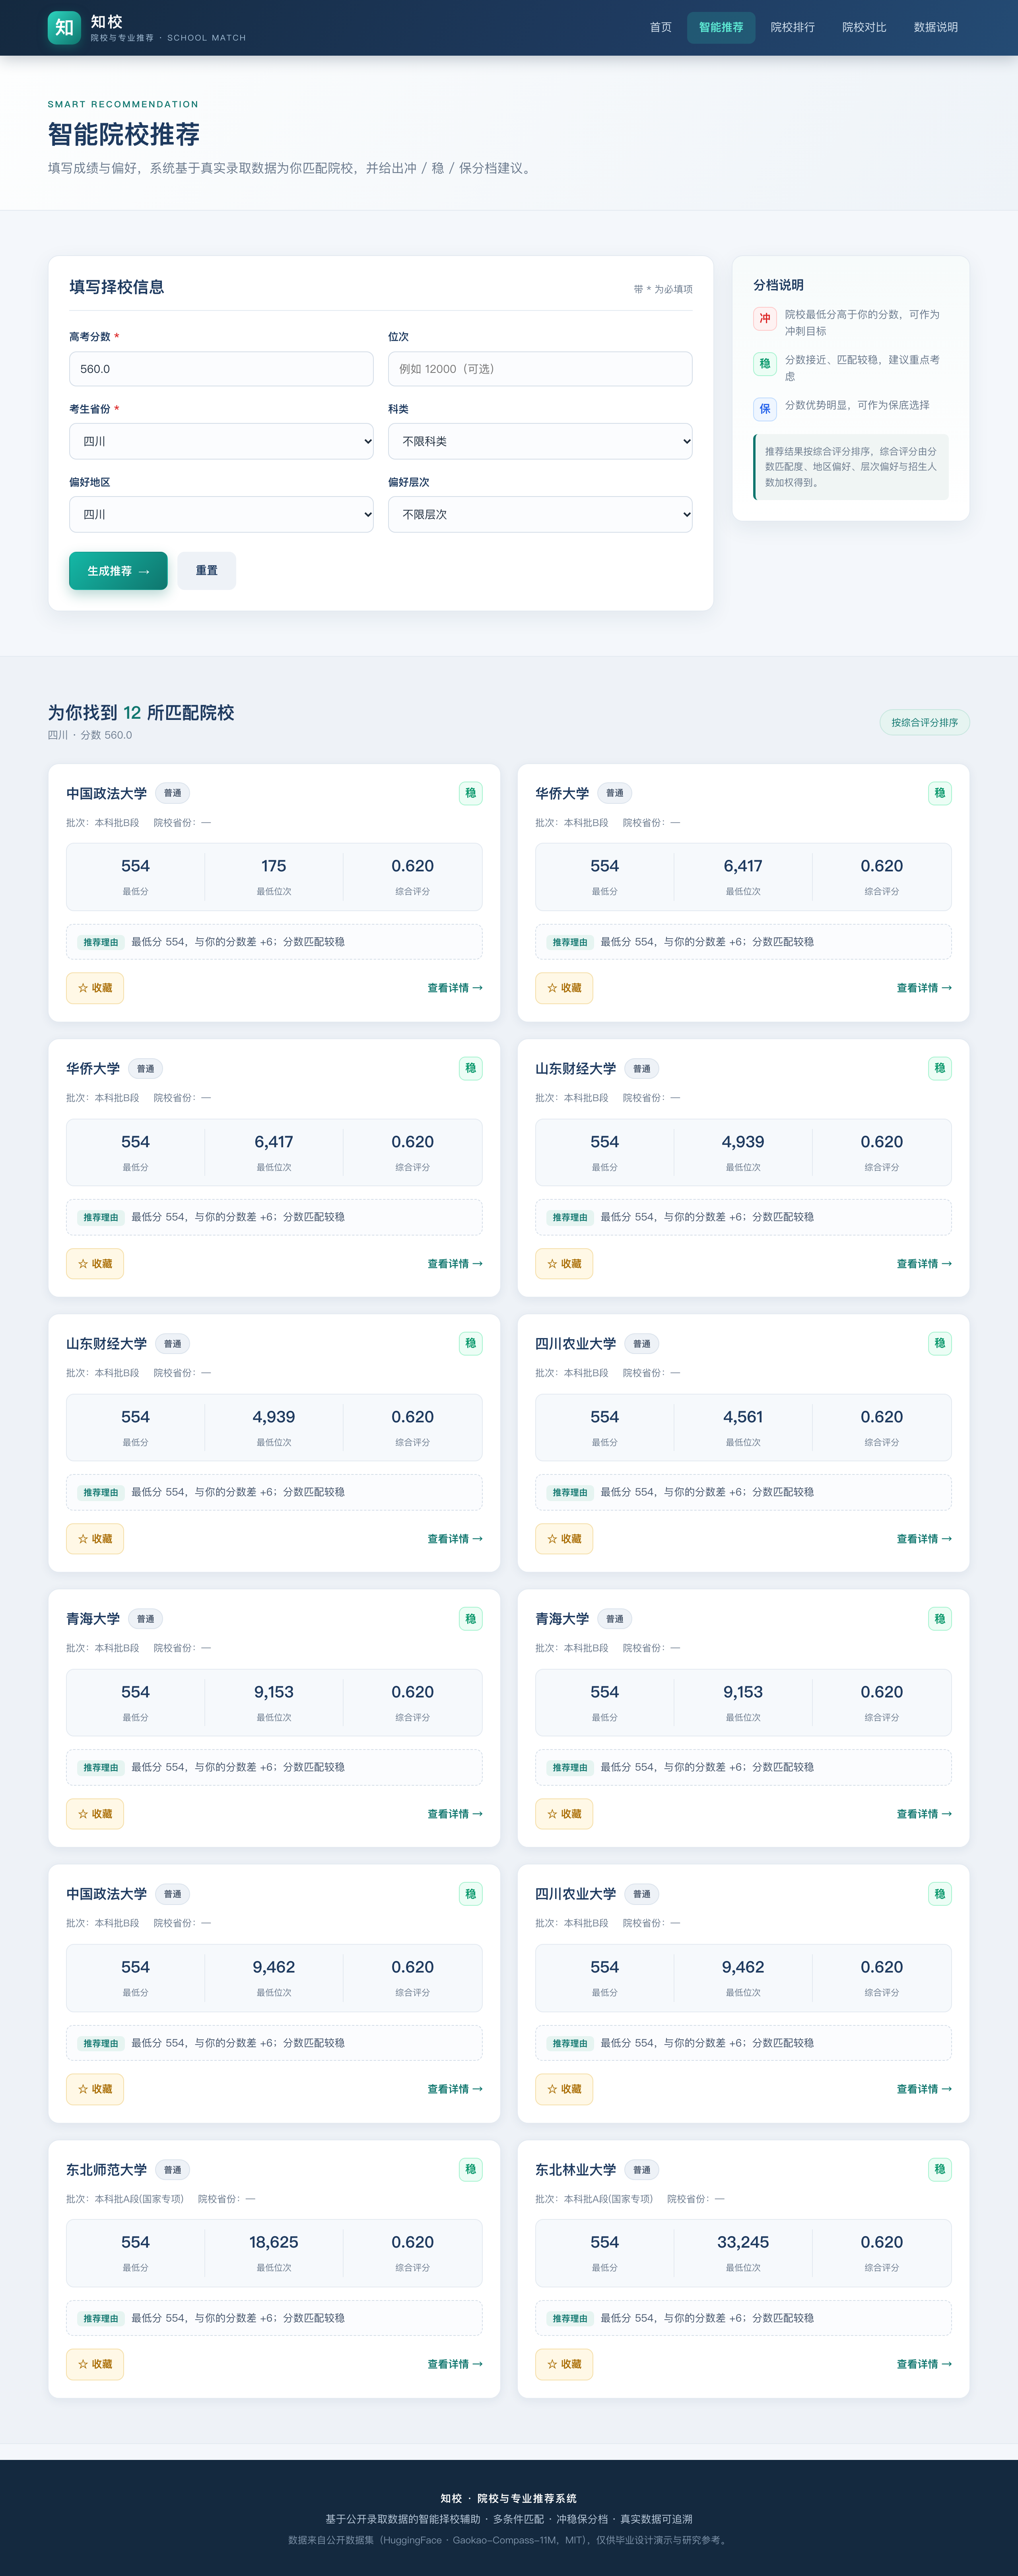 知
知校
院校与专业推荐 · SCHOOL MATCH
首页 智能推荐 院校排行 院校对比 数据说明
SMART RECOMMENDATION
智能院校推荐
填写成绩与偏好，系统基于真实录取数据为你匹配院校，并给出冲 / 稳 / 保分档建议。
填写择校信息
带 * 为必填项
高考分数 *
560.0
位次
例如 12000（可选）
考生省份 *
四川
科类
不限科类
偏好地区
四川
偏好层次
不限层次
生成推荐 →
重置
分档说明
冲
院校最低分高于你的分数，可作为
冲刺目标
稳
分数接近、匹配较稳，建议重点考
虑
保
分数优势明显，可作为保底选择
推荐结果按综合评分排序，综合评分由分
数匹配度、地区偏好、层次偏好与招生人
数加权得到。
为你找到 12 所匹配院校
四川 · 分数 560.0
按综合评分排序
中国政法大学 普通 稳
批次：本科批B段 院校省份：—
554 175 0.620
最低分 最低位次 综合评分
推荐理由 最低分 554，与你的分数差 +6；分数匹配较稳
☆ 收藏 查看详情 →
华侨大学 普通 稳
批次：本科批B段 院校省份：—
554 6,417 0.620
最低分 最低位次 综合评分
推荐理由 最低分 554，与你的分数差 +6；分数匹配较稳
☆ 收藏 查看详情 →
华侨大学 普通 稳
批次：本科批B段 院校省份：—
554 6,417 0.620
最低分 最低位次 综合评分
推荐理由 最低分 554，与你的分数差 +6；分数匹配较稳
☆ 收藏 查看详情 →
山东财经大学 普通 稳
批次：本科批B段 院校省份：—
554 4,939 0.620
最低分 最低位次 综合评分
推荐理由 最低分 554，与你的分数差 +6；分数匹配较稳
☆ 收藏 查看详情 →
山东财经大学 普通 稳
批次：本科批B段 院校省份：—
554 4,939 0.620
最低分 最低位次 综合评分
推荐理由 最低分 554，与你的分数差 +6；分数匹配较稳
☆ 收藏 查看详情 →
四川农业大学 普通 稳
批次：本科批B段 院校省份：—
554 4,561 0.620
最低分 最低位次 综合评分
推荐理由 最低分 554，与你的分数差 +6；分数匹配较稳
☆ 收藏 查看详情 →
青海大学 普通 稳
批次：本科批B段 院校省份：—
554 9,153 0.620
最低分 最低位次 综合评分
推荐理由 最低分 554，与你的分数差 +6；分数匹配较稳
☆ 收藏 查看详情 →
青海大学 普通 稳
批次：本科批B段 院校省份：—
554 9,153 0.620
最低分 最低位次 综合评分
推荐理由 最低分 554，与你的分数差 +6；分数匹配较稳
☆ 收藏 查看详情 →
中国政法大学 普通 稳
批次：本科批B段 院校省份：—
554 9,462 0.620
最低分 最低位次 综合评分
推荐理由 最低分 554，与你的分数差 +6；分数匹配较稳
☆ 收藏 查看详情 →
四川农业大学 普通 稳
批次：本科批B段 院校省份：—
554 9,462 0.620
最低分 最低位次 综合评分
推荐理由 最低分 554，与你的分数差 +6；分数匹配较稳
☆ 收藏 查看详情 →
东北师范大学 普通 稳
批次：本科批A段(国家专项) 院校省份：—
554 18,625 0.620
最低分 最低位次 综合评分
推荐理由 最低分 554，与你的分数差 +6；分数匹配较稳
☆ 收藏 查看详情 →
东北林业大学 普通 稳
批次：本科批A段(国家专项) 院校省份：—
554 33,245 0.620
最低分 最低位次 综合评分
推荐理由 最低分 554，与你的分数差 +6；分数匹配较稳
☆ 收藏 查看详情 →
知校 · 院校与专业推荐系统
基于公开录取数据的智能择校辅助 · 多条件匹配 · 冲稳保分档 · 真实数据可追溯
数据来自公开数据集（HuggingFace · Gaokao-Compass-11M，MIT），仅供毕业设计演示与研究参考。